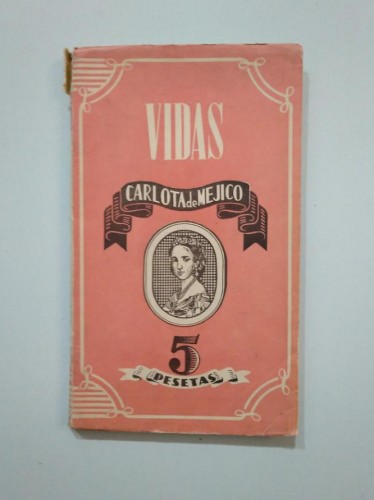 VIDAS
CARLOTA de MEJICO
5
PESETAS